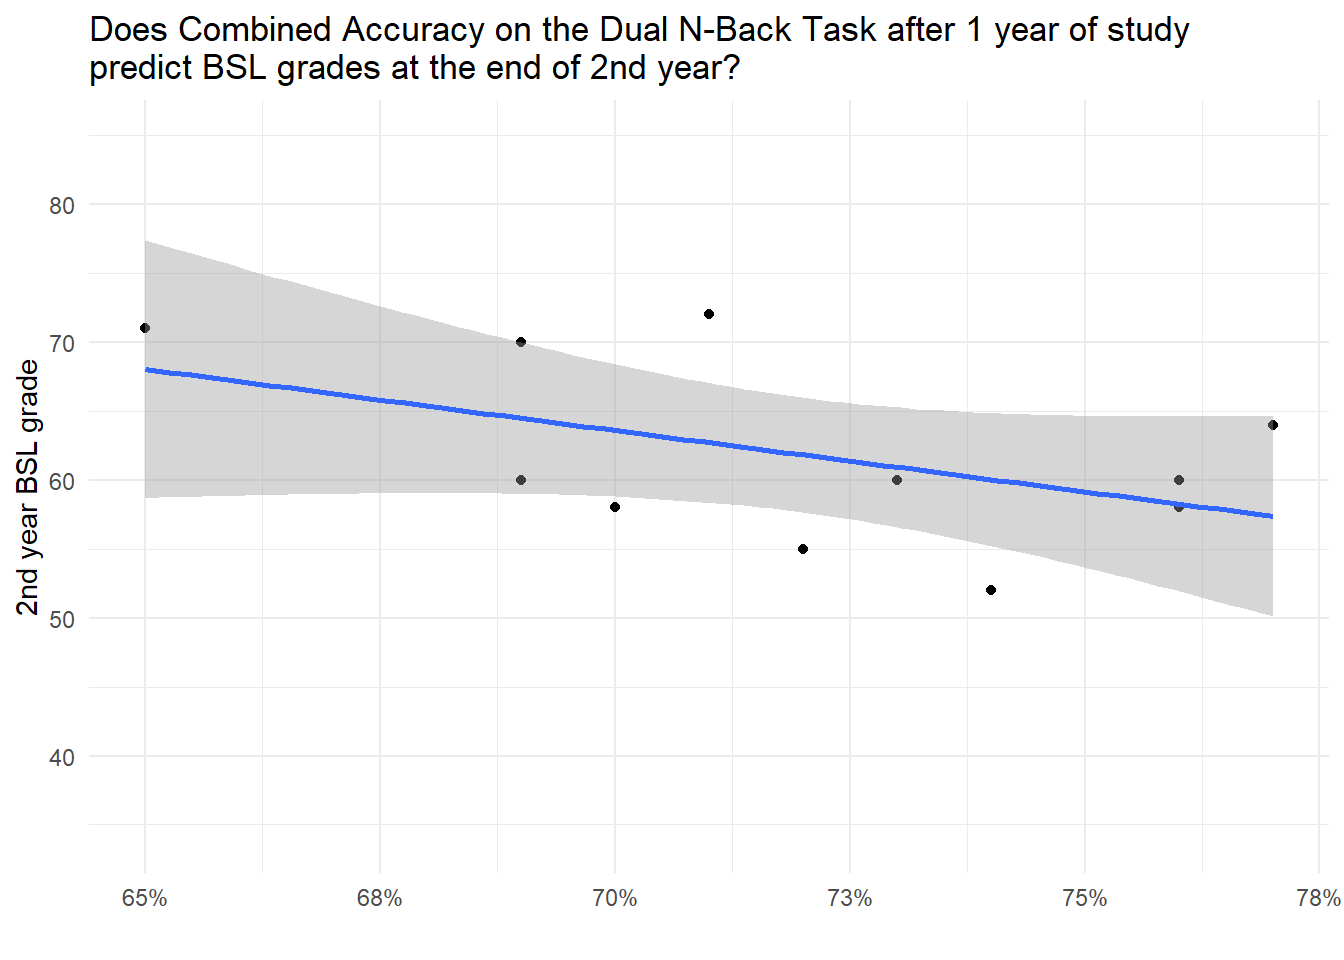 Does Combined Accuracy on the Dual N-Back Task after 1 year of study
predict BSL grades at the end of 2nd year?
2nd year BSL grade
80
70
60
50
40
65% 68% 70% 73% 75% 78%